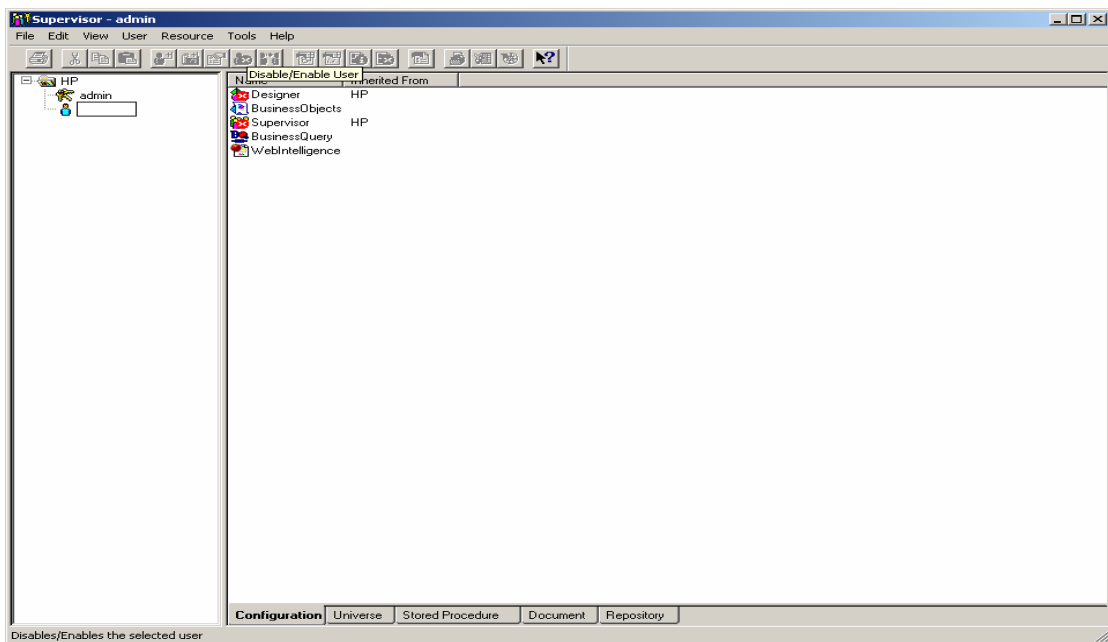 Supervisor - admin
File Edit View User Resource Tools Help
Disable/Enable User
HP
Inherited From
admin
Designer HP
BusinessObjects
Supervisor HP
BusinessQuery
WebIntelligence
Configuration Universe Stored Procedure Document Repository
Disables/Enables the selected user